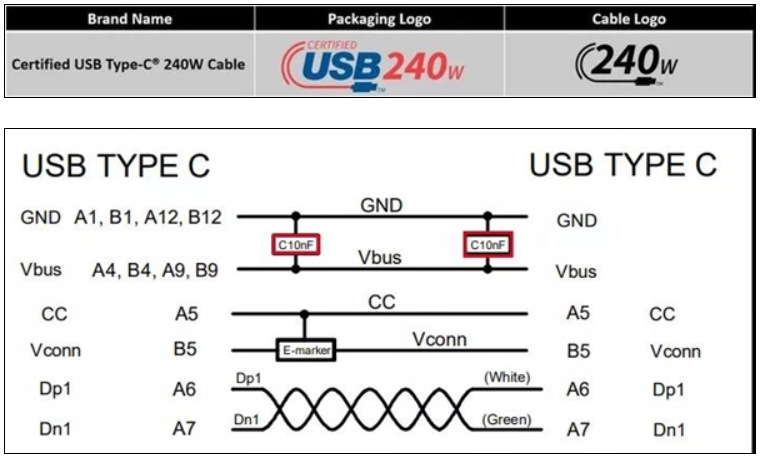 Brand Name Packaging Logo Cable Logo
Certified USB Type-C® 240W Cable CERTIFIED USB 240W TM 240W TM
USB TYPE C USB TYPE C
GND A1, B1, A12, B12 GND GND
C10nF C10nF
Vbus A4, B4, A9, B9 Vbus Vbus
CC A5 CC A5 CC
Vconn B5 E-marker Vconn B5 Vconn
Dp1 A6 Dp1 (White) A6 Dp1
Dn1 A7 Dn1 (Green) A7 Dn1